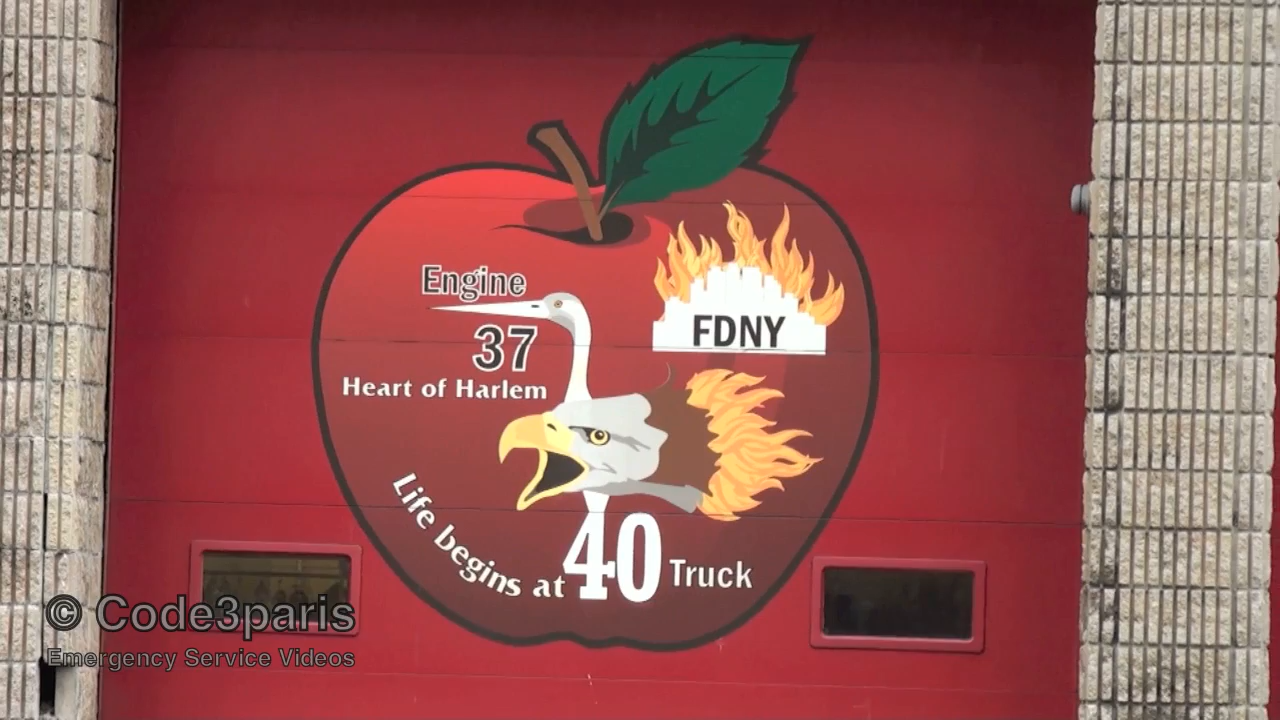 Engine
37
Heart of Harlem
FDNY
Life begins at
40 Truck
© Code3paris
Emergency Service Videos